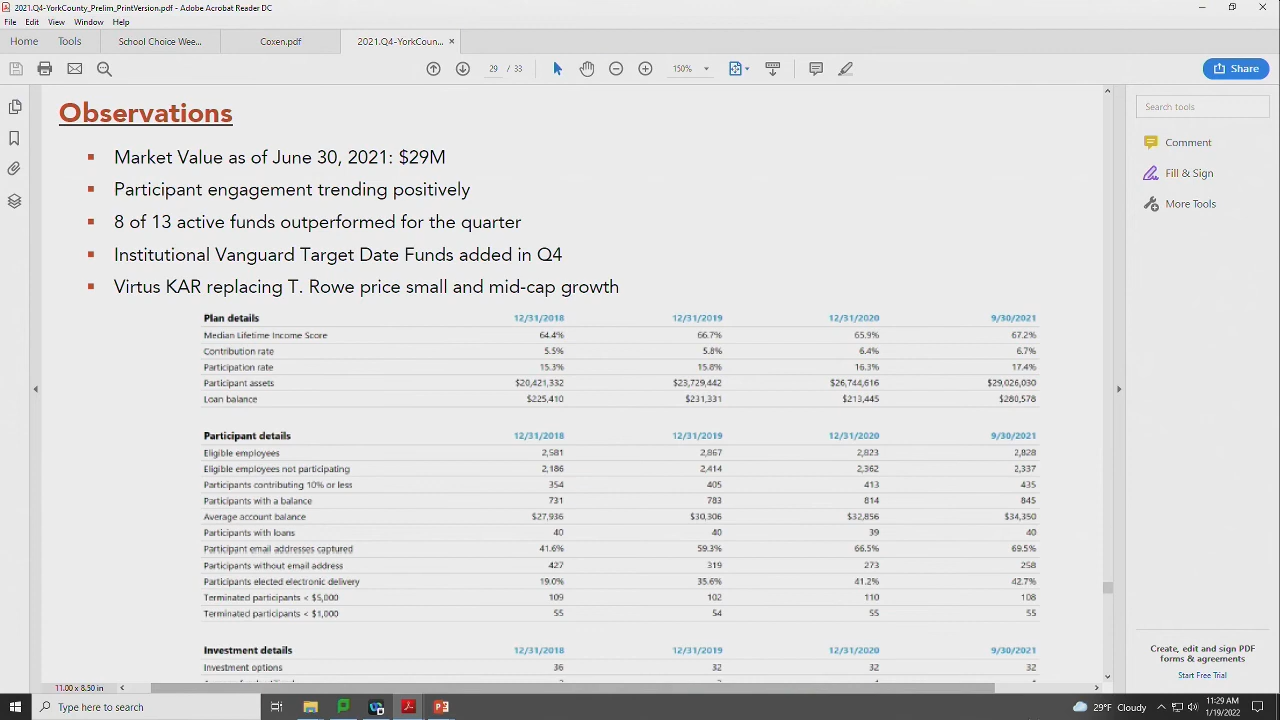 2021.Q4-YorkCounty_Prelim_PrintVersion.pdf - Adobe Acrobat Reader DC
File Edit View Window Help
Home Tools School Choice Wee... Coxen.pdf 2021.Q4-YorkCoun... ×
29 / 33 150% Share
Observations
Search tools
Comment
Fill & Sign
More Tools
▪ Market Value as of June 30, 2021: $29M
▪ Participant engagement trending positively
▪ 8 of 13 active funds outperformed for the quarter
▪ Institutional Vanguard Target Date Funds added in Q4
▪ Virtus KAR replacing T. Rowe price small and mid-cap growth
Plan details 12/31/2018 12/31/2019 12/31/2020 9/30/2021
Median Lifetime Income Score 64.4% 66.7% 65.9% 67.2%
Contribution rate 5.5% 5.8% 6.4% 6.7%
Participation rate 15.3% 15.8% 16.3% 17.4%
Participant assets $20,421,332 $23,729,442 $26,744,616 $29,026,030
Loan balance $225,410 $231,331 $213,445 $280,578
Participant details 12/31/2018 12/31/2019 12/31/2020 9/30/2021
Eligible employees 2,581 2,867 2,823 2,828
Eligible employees not participating 2,186 2,414 2,362 2,337
Participants contributing 10% or less 354 405 413 435
Participants with a balance 731 783 814 845
Average account balance $27,936 $30,306 $32,856 $34,350
Participants with loans 40 40 39 40
Participant email addresses captured 41.6% 59.3% 66.5% 69.5%
Participants without email address 427 319 273 258
Participants elected electronic delivery 19.0% 35.6% 41.2% 42.7%
Terminated participants < $5,000 109 102 110 108
Terminated participants < $1,000 55 54 55 55
Investment details 12/31/2018 12/31/2019 12/31/2020 9/30/2021
Investment options 36 32 32 32
Create, edit and sign PDF
forms & agreements
Start Free Trial
11.00 x 8.50 in
Type here to search
29°F Cloudy
11:29 AM
1/19/2022